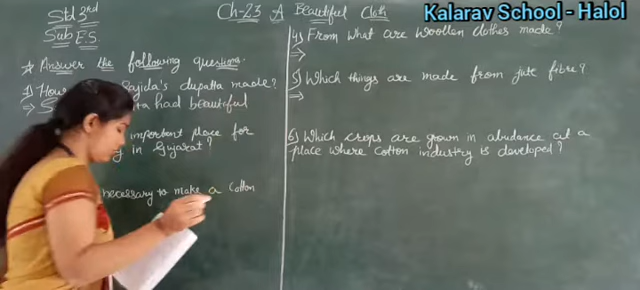 Std 3rd
Sub E.S.
Ch-23 A Beautiful Cloth
Kalarav School - Halol
* Answer the following questions.
1) How Sajida's dupatta made?
⇒ had beautiful
important place for
in Gujarat?
necessary to make a Cotton
4) From what are woollen clothes made?
⇒
5) Which things are made from jute fibre?
⇒
6) Which crops are grown in abudance at a
place where cotton industry is developed?